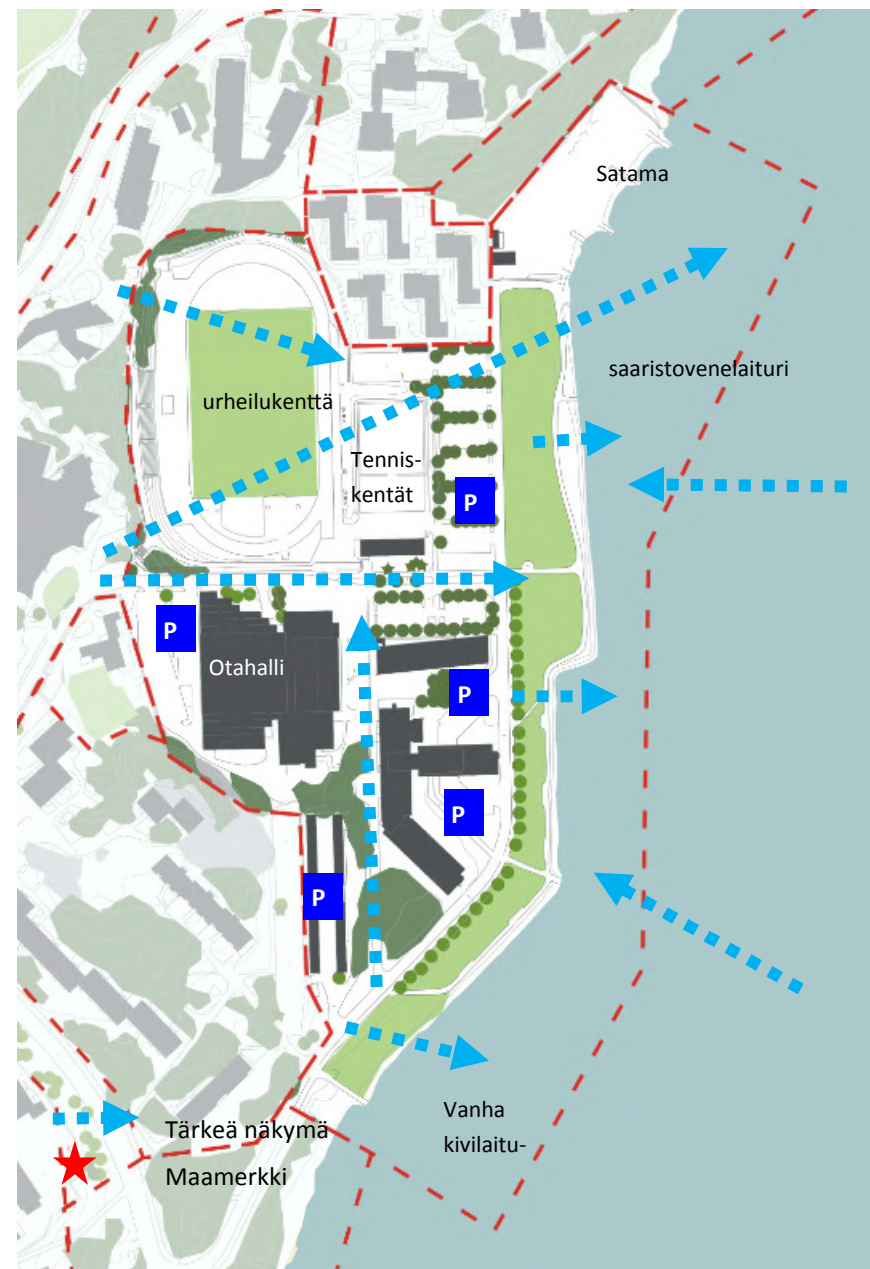 Satama
saaristovenelaituri
urheilukenttä
Tennis-
kentät
P
P
Otahalli
P
P
P
Vanha
kivilaitu-
Tärkeä näkymä
Maamerkki